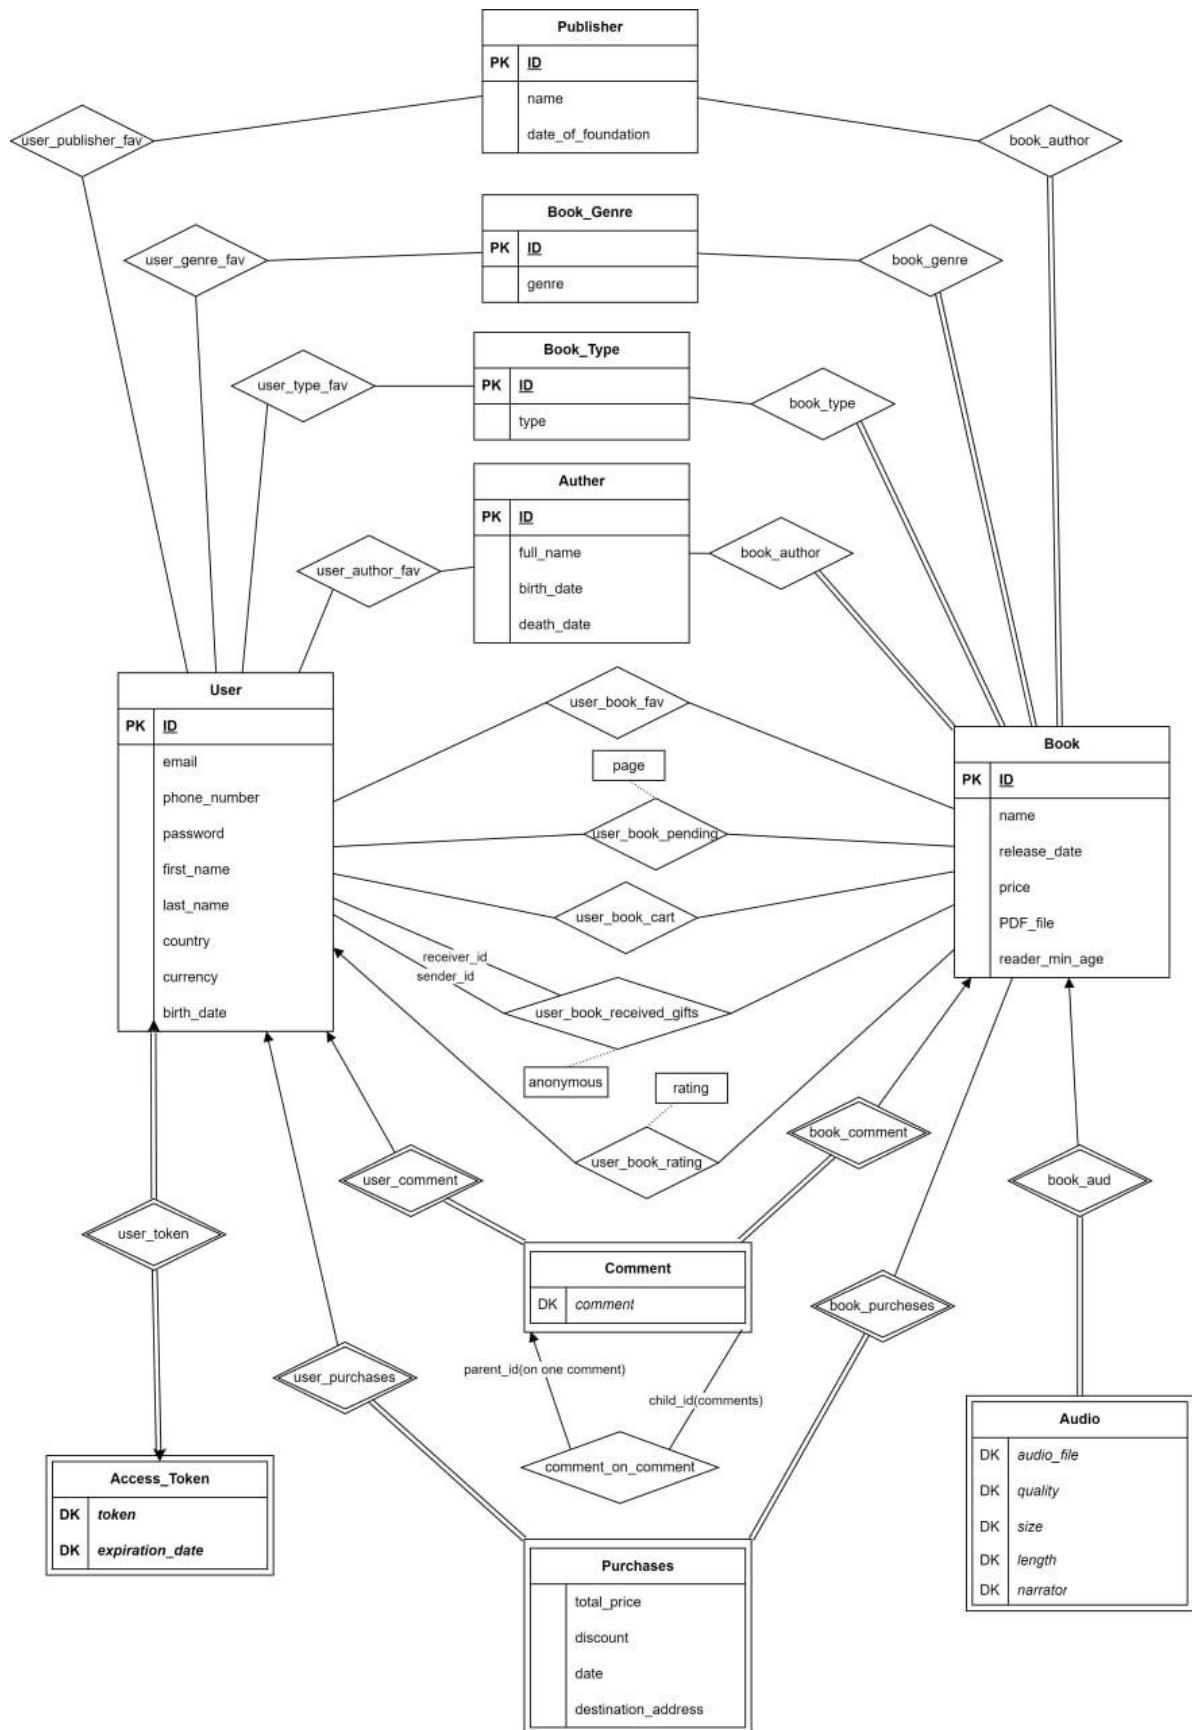 Publisher
PK ID
name
date_of_foundation
user_publisher_fav
book_author
Book_Genre
PK ID
genre
user_genre_fav
book_genre
Book_Type
PK ID
type
user_type_fav
book_type
Auther
PK ID
full_name
birth_date
death_date
user_author_fav
book_author
User
PK ID
email
phone_number
password
first_name
last_name
country
currency
birth_date
user_book_fav
page
user_book_pending
user_book_cart
receiver_id
sender_id
user_book_received_gifts
anonymous
rating
user_book_rating
Book
PK ID
name
release_date
price
PDF_file
reader_min_age
book_comment
user_comment
book_aud
user_token
Comment
DK comment
book_purcheses
parent_id(on one comment)
child_id(comments)
user_purchases
comment_on_comment
Access_Token
DK token
DK expiration_date
Audio
DK audio_file
DK quality
DK size
DK length
DK narrator
Purchases
total_price
discount
date
destination_address